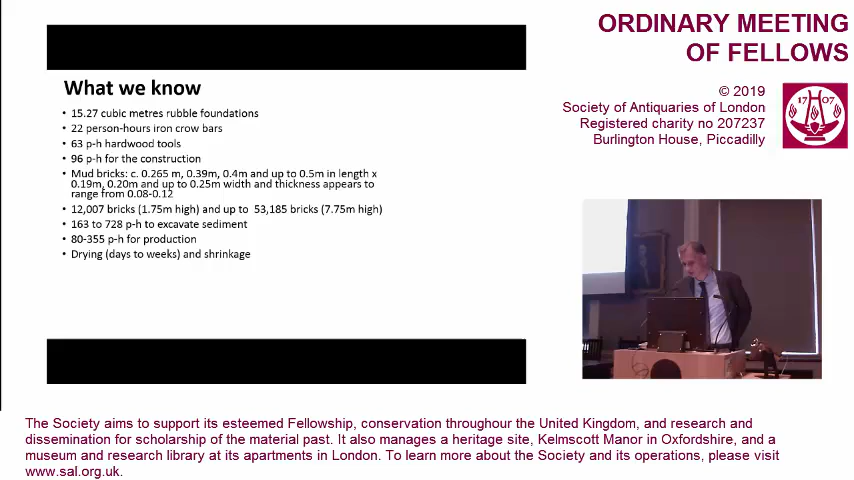 ORDINARY MEETING
OF FELLOWS
© 2019
Society of Antiquaries of London
Registered charity no 207237
Burlington House, Piccadilly
17 07
What we know
• 15.27 cubic metres rubble foundations
• 22 person-hours iron crow bars
• 63 p-h hardwood tools
• 96 p-h for the construction
• Mud bricks: c. 0.265 m, 0.39m, 0.4m and up to 0.5m in length x
0.19m, 0.20m and up to 0.25m width and thickness appears to
range from 0.08-0.12
• 12,007 bricks (1.75m high) and up to 53,185 bricks (7.75m high)
• 163 to 728 p-h to excavate sediment
• 80-355 p-h for production
• Drying (days to weeks) and shrinkage
The Society aims to support its esteemed Fellowship, conservation throughour the United Kingdom, and research and
dissemination for scholarship of the material past. It also manages a heritage site, Kelmscott Manor in Oxfordshire, and a
museum and research library at its apartments in London. To learn more about the Society and its operations, please visit
www.sal.org.uk.